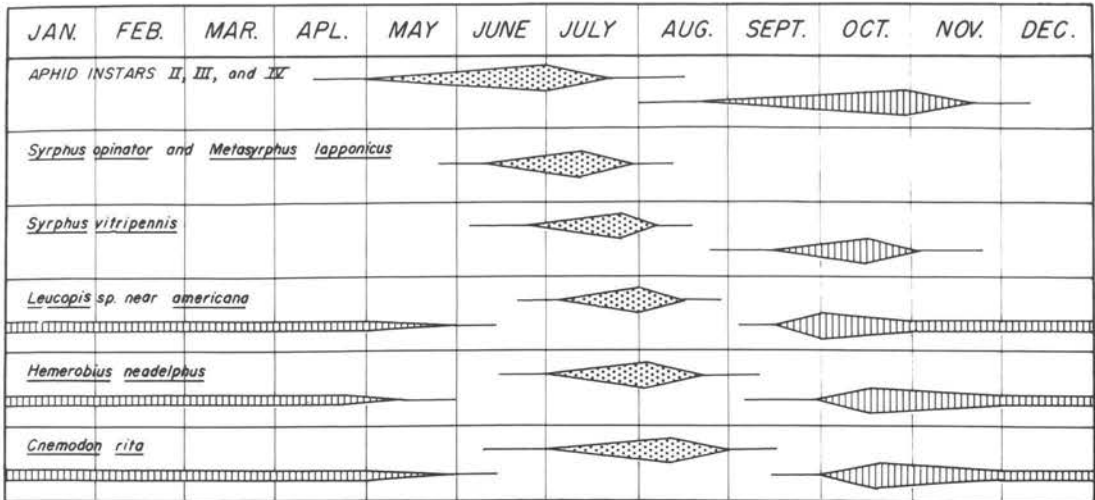 JAN. FEB. MAR. APL. MAY JUNE JULY AUG. SEPT. OCT. NOV. DEC.
APHID INSTARS II, III, and IV
Syrphus opinator and Metasyrphus lapponicus
Syrphus vitripennis
Leucopis sp. near americana
Hemerobius neadelphus
Cnemodon rita